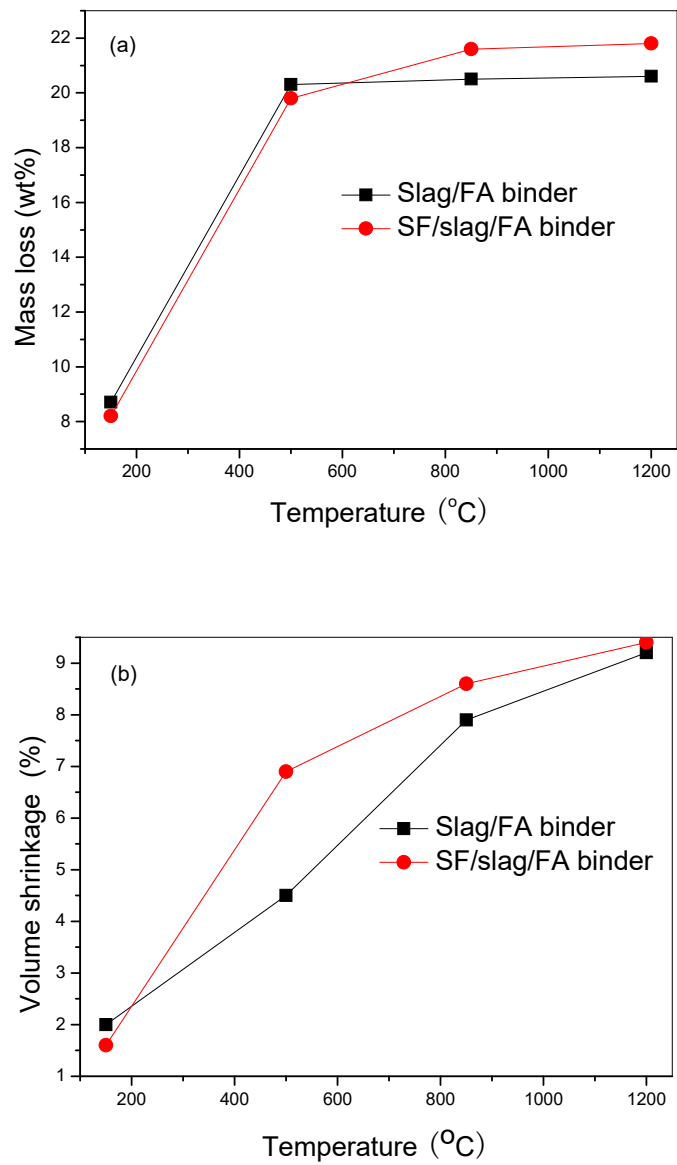 (a)
22
20
18
16
14
12
10
8
Mass loss (wt%)
Slag/FA binder
SF/slag/FA binder
200 400 600 800 1000 1200
Temperature (°C)
(b)
9
8
7
6
5
4
3
2
1
Volume shrinkage (%)
Slag/FA binder
SF/slag/FA binder
200 400 600 800 1000 1200
Temperature (°C)